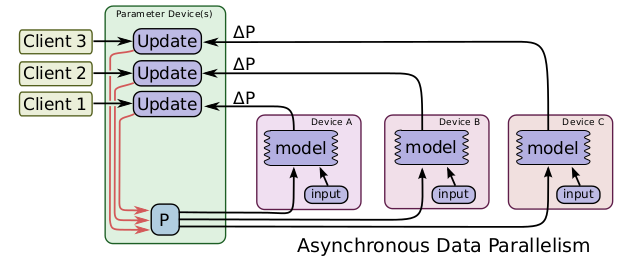 Parameter Device(s)
Client 3
Update
ΔP
Client 2
Update
ΔP
Client 1
Update
ΔP
Device A
model
input
Device B
model
input
Device C
model
input
P
Asynchronous Data Parallelism